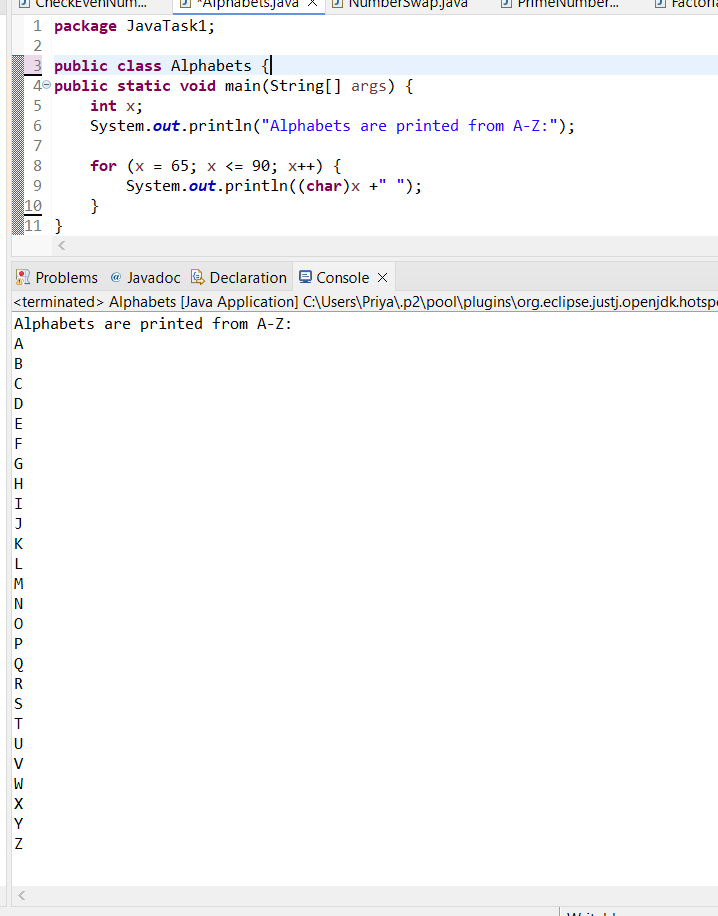 CheckEvenNum... *Alphabets.java NumberSwap.java PrimeNumber... Factoria
1 package JavaTask1;
2
3 public class Alphabets {
4 public static void main(String[] args) {
5 int x;
6 System.out.println("Alphabets are printed from A-Z:");
7
8 for (x = 65; x <= 90; x++) {
9 System.out.println((char)x +" ");
10 }
11 }
Problems @ Javadoc Declaration Console
<terminated> Alphabets [Java Application] C:\Users\Priya\.p2\pool\plugins\org.eclipse.justj.openjdk.hotspo
Alphabets are printed from A-Z:
A
B
C
D
E
F
G
H
I
J
K
L
M
N
O
P
Q
R
S
T
U
V
W
X
Y
Z